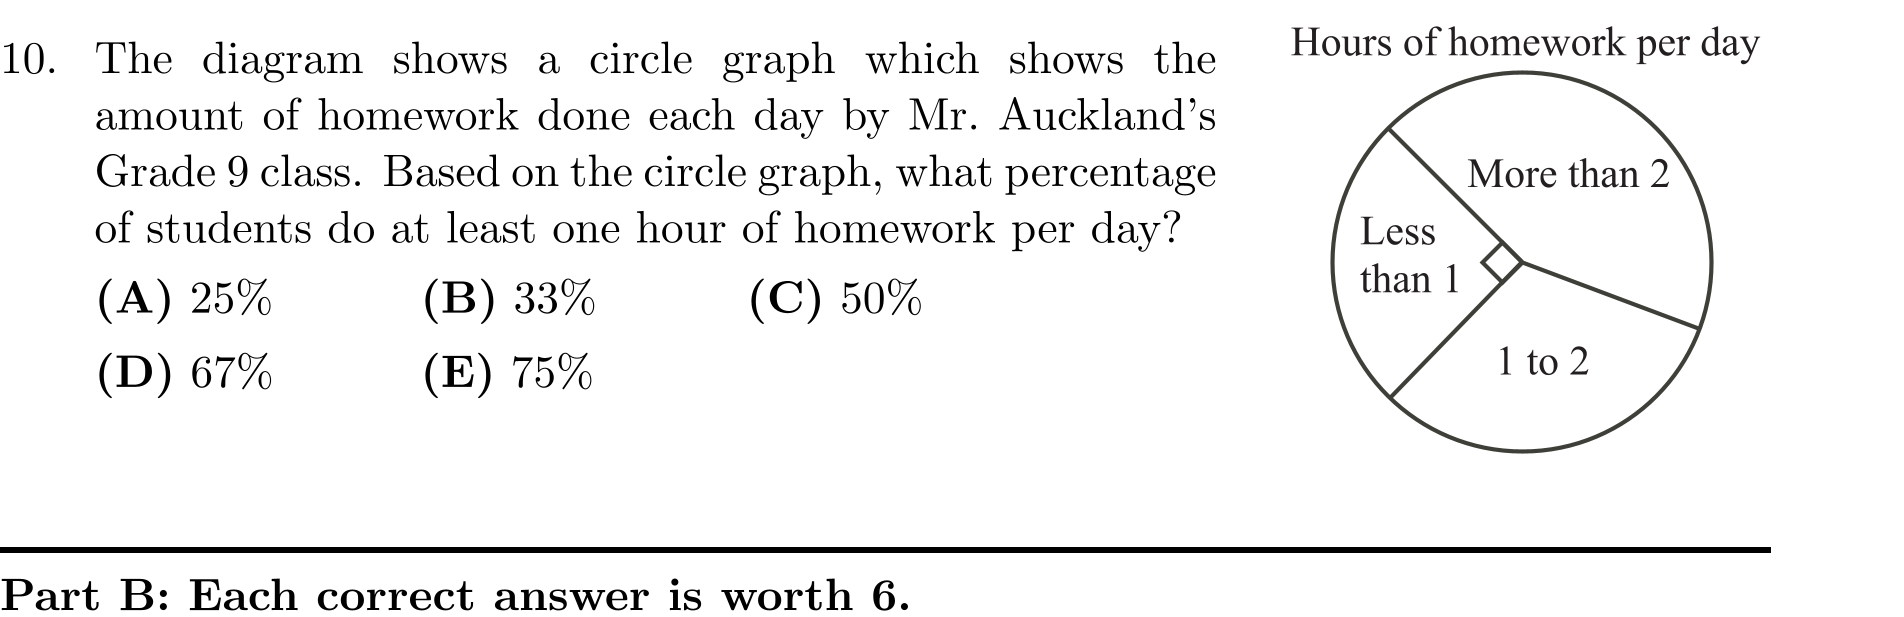 10. The diagram shows a circle graph which shows the
amount of homework done each day by Mr. Auckland's
Grade 9 class. Based on the circle graph, what percentage
of students do at least one hour of homework per day?
(A) 25% (B) 33% (C) 50%
(D) 67% (E) 75%
Hours of homework per day
More than 2
Less
than 1
1 to 2
Part B: Each correct answer is worth 6.